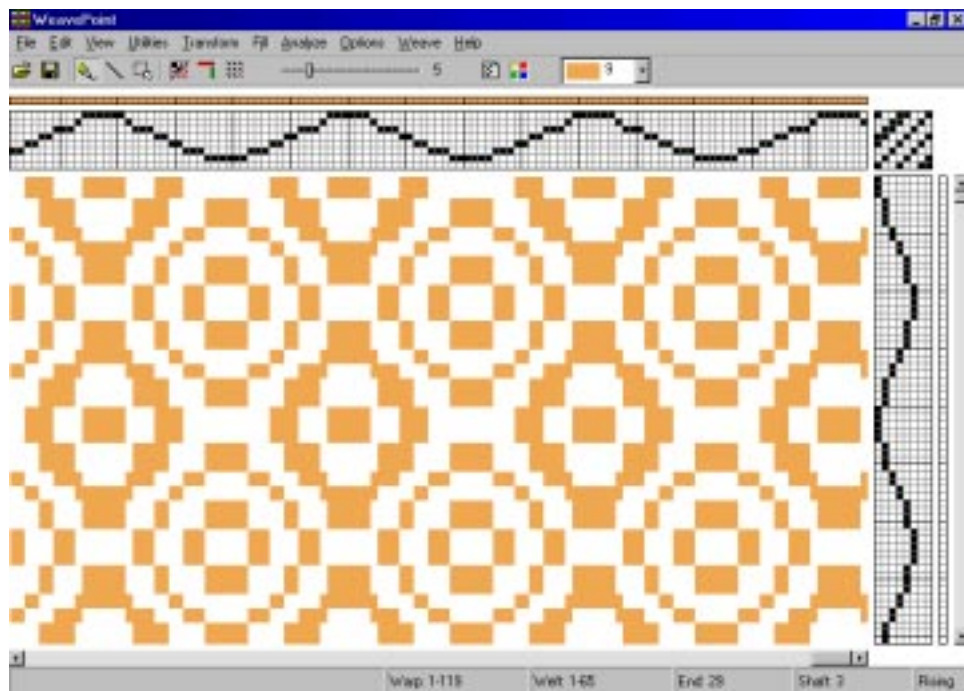 WeavePoint
File Edit View Utilities Transform Fill Analyze Options Weave Help
5 9
Warp 1-119 Weft 1-65 End 29 Shaft 3 Rising